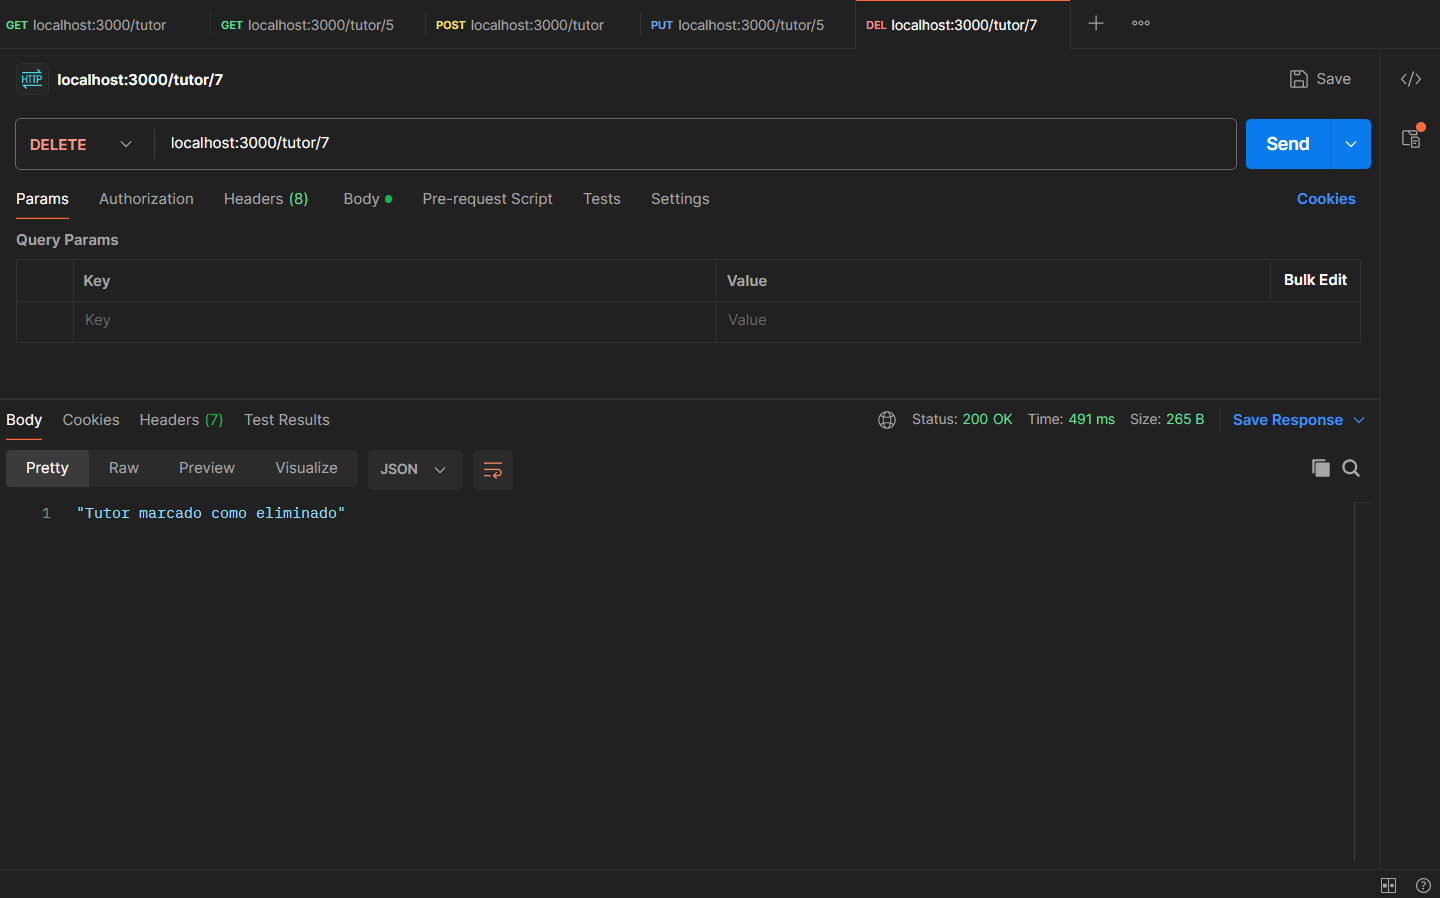 GET localhost:3000/tutor GET localhost:3000/tutor/5 POST localhost:3000/tutor PUT localhost:3000/tutor/5 DEL localhost:3000/tutor/7
HTTP localhost:3000/tutor/7 Save
DELETE localhost:3000/tutor/7 Send
Params Authorization Headers (8) Body Pre-request Script Tests Settings Cookies
Query Params
Key Value Bulk Edit
Key Value
Body Cookies Headers (7) Test Results Status: 200 OK Time: 491 ms Size: 265 B Save Response
Pretty Raw Preview Visualize JSON
1 "Tutor marcado como eliminado"